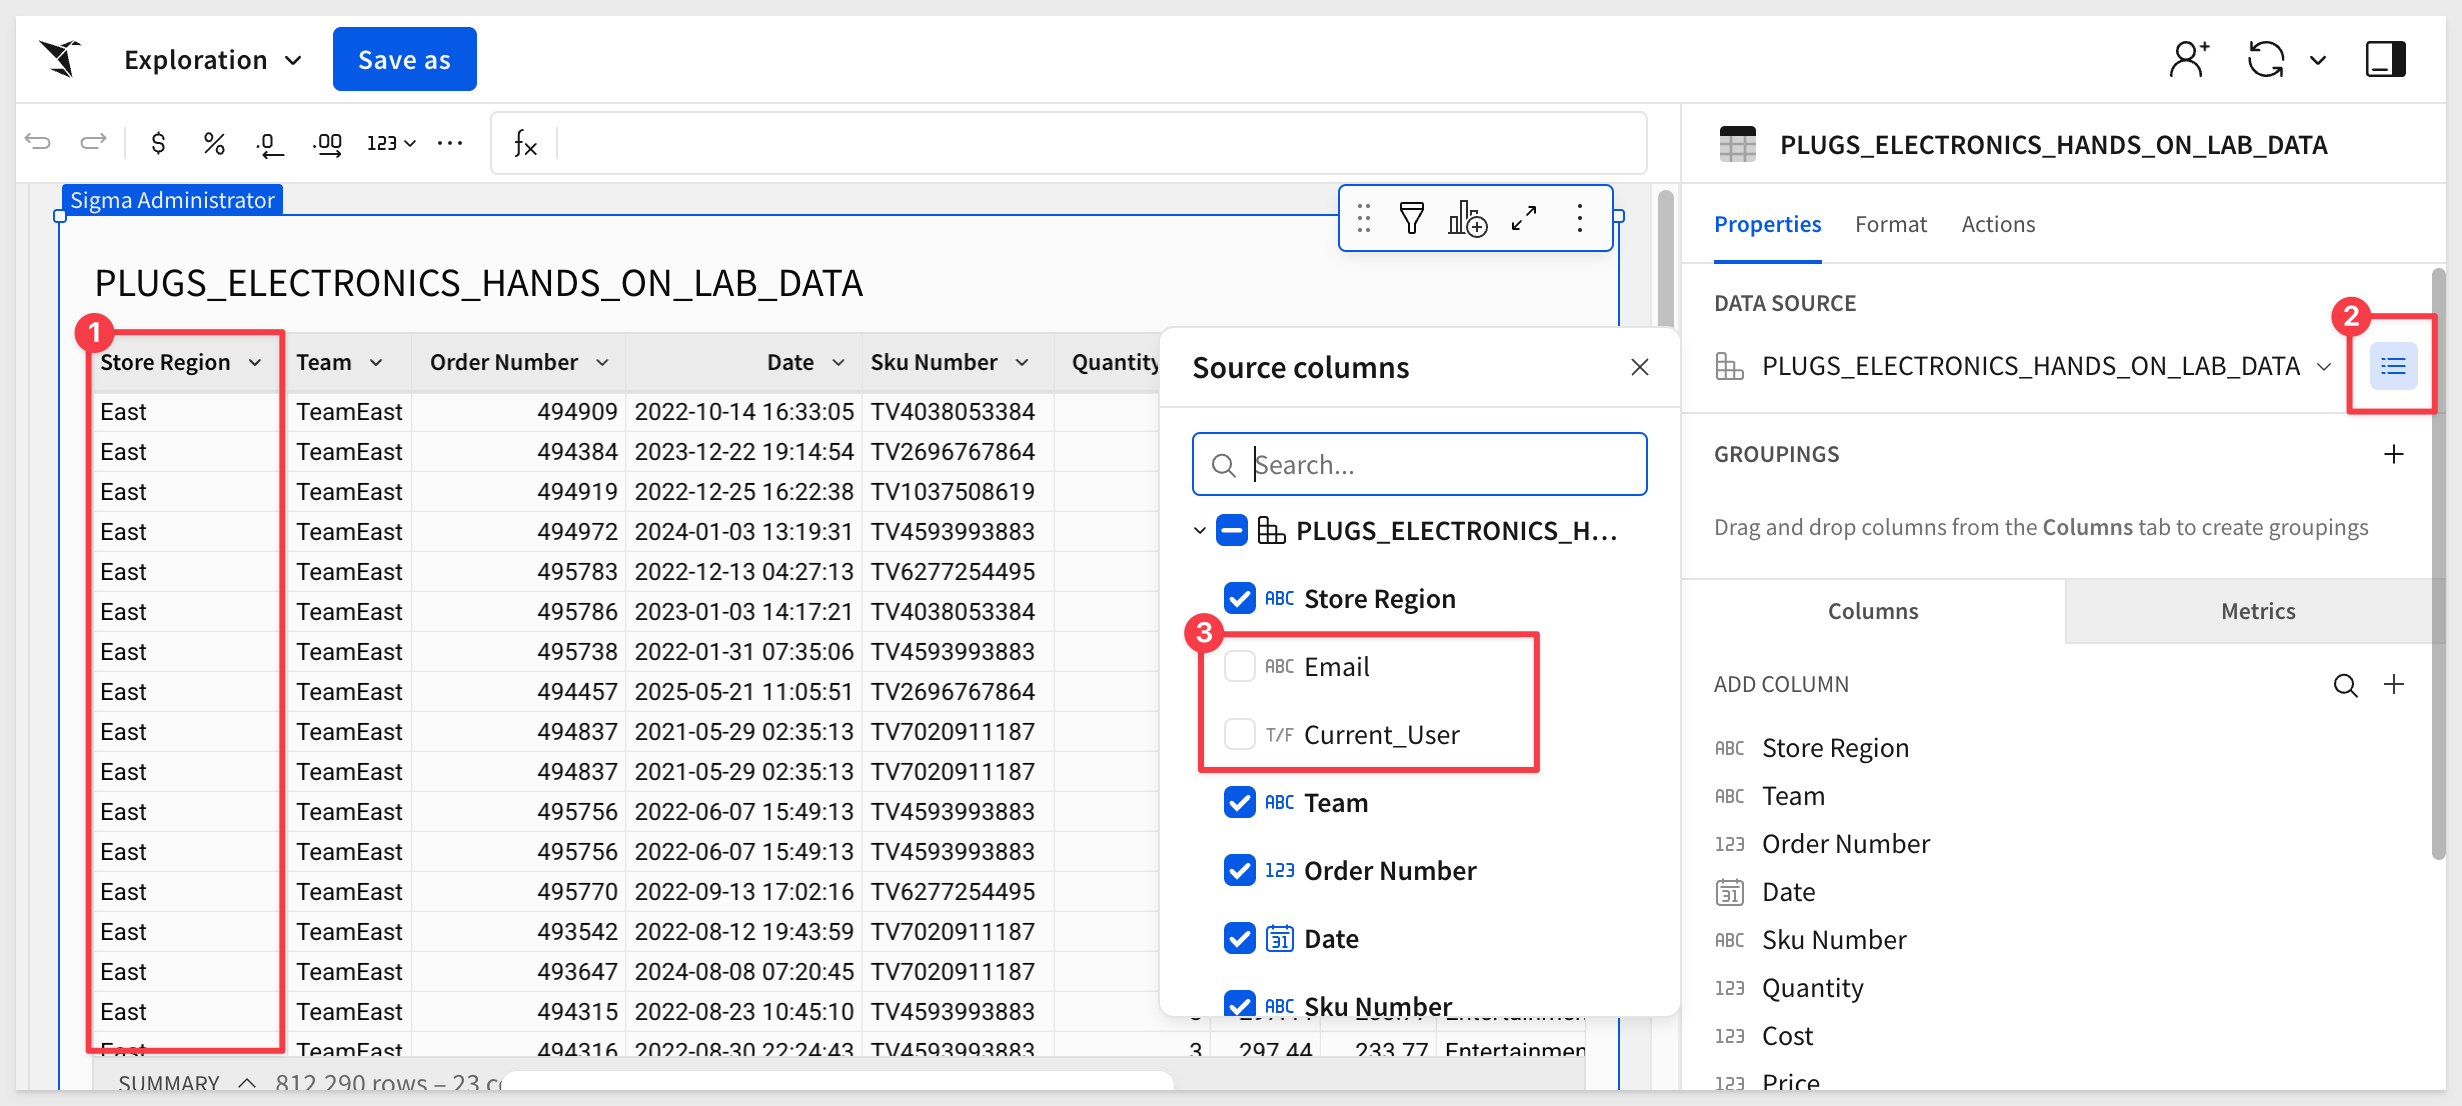 Exploration Save as
$ % .0 .00 123 ... fx
PLUGS_ELECTRONICS_HANDS_ON_LAB_DATA
Sigma Administrator
Properties Format Actions
PLUGS_ELECTRONICS_HANDS_ON_LAB_DATA
DATA SOURCE
PLUGS_ELECTRONICS_HANDS_ON_LAB_DATA
GROUPINGS
Drag and drop columns from the Columns tab to create groupings
Columns Metrics
ADD COLUMN
ABC Store Region
ABC Team
123 Order Number
31 Date
ABC Sku Number
123 Quantity
123 Cost
123 Price
1
2
3
Store Region Team Order Number Date Sku Number Quantity
East TeamEast 494909 2022-10-14 16:33:05 TV4038053384
East TeamEast 494384 2023-12-22 19:14:54 TV2696767864
East TeamEast 494919 2022-12-25 16:22:38 TV1037508619
East TeamEast 494972 2024-01-03 13:19:31 TV4593993883
East TeamEast 495783 2022-12-13 04:27:13 TV6277254495
East TeamEast 495786 2023-01-03 14:17:21 TV4038053384
East TeamEast 495738 2022-01-31 07:35:06 TV4593993883
East TeamEast 494457 2025-05-21 11:05:51 TV2696767864
East TeamEast 494837 2021-05-29 02:35:13 TV7020911187
East TeamEast 494837 2021-05-29 02:35:13 TV7020911187
East TeamEast 495756 2022-06-07 15:49:13 TV4593993883
East TeamEast 495756 2022-06-07 15:49:13 TV4593993883
East TeamEast 495770 2022-09-13 17:02:16 TV6277254495
East TeamEast 493542 2022-08-12 19:43:59 TV7020911187
East TeamEast 493647 2024-08-08 07:20:45 TV7020911187
East TeamEast 494315 2022-08-23 10:45:10 TV4593993883
East TeamEast 494316 2022-08-30 22:24:43 TV4593993883 3 297.44 233.77 Entertainmen
SUMMARY 812,290 rows – 23 c
Source columns
Search...
PLUGS_ELECTRONICS_H...
ABC Store Region
ABC Email
T/F Current_User
ABC Team
123 Order Number
31 Date
ABC Sku Number